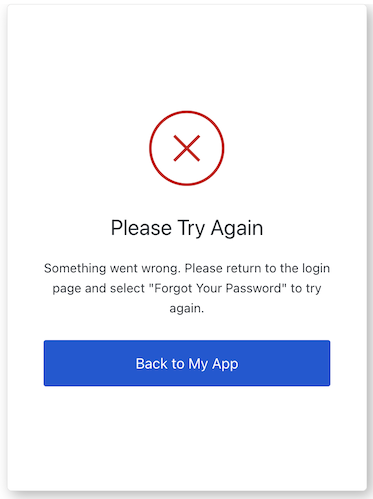 Please Try Again
Something went wrong. Please return to the login
page and select "Forgot Your Password" to try
again.
Back to My App